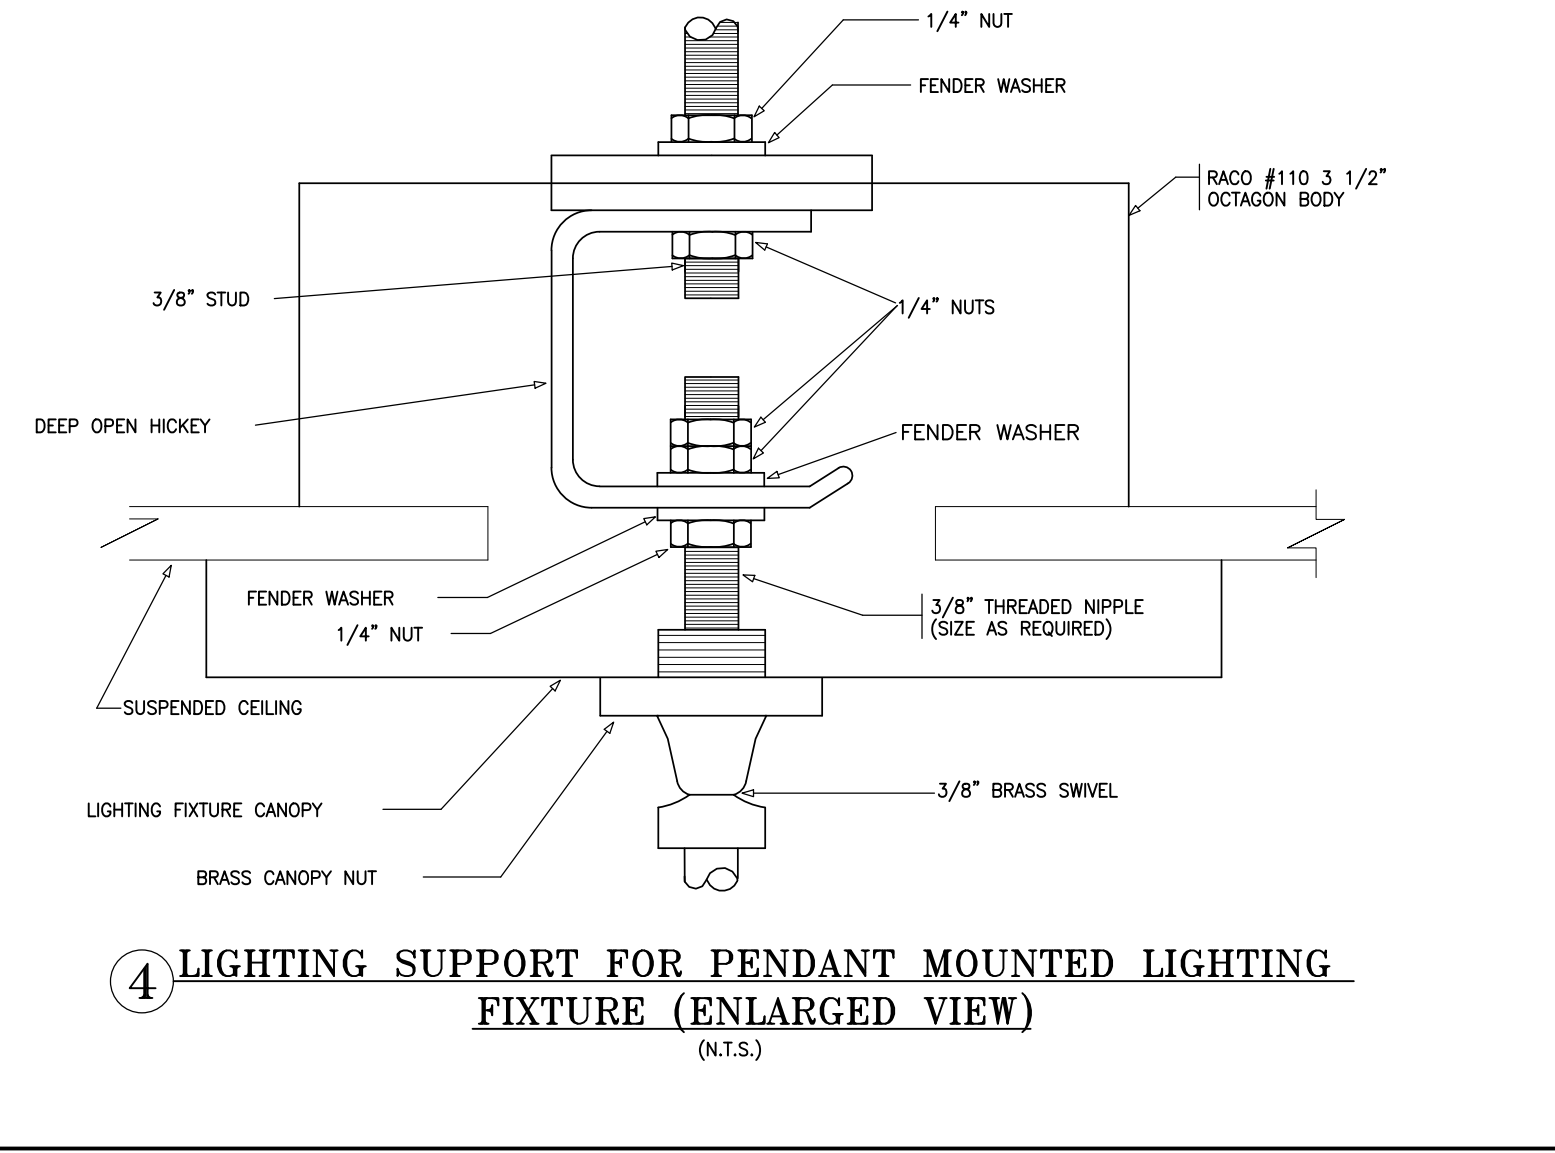 1/4” NUT
FENDER WASHER
RACO #110 3 1/2”
OCTAGON BODY
3/8” STUD
1/4” NUTS
DEEP OPEN HICKEY
FENDER WASHER
FENDER WASHER
3/8” THREADED NIPPLE
(SIZE AS REQUIRED)
1/4” NUT
SUSPENDED CEILING
3/8” BRASS SWIVEL
LIGHTING FIXTURE CANOPY
BRASS CANOPY NUT
4 LIGHTING SUPPORT FOR PENDANT MOUNTED LIGHTING
FIXTURE (ENLARGED VIEW)
(N.T.S.)